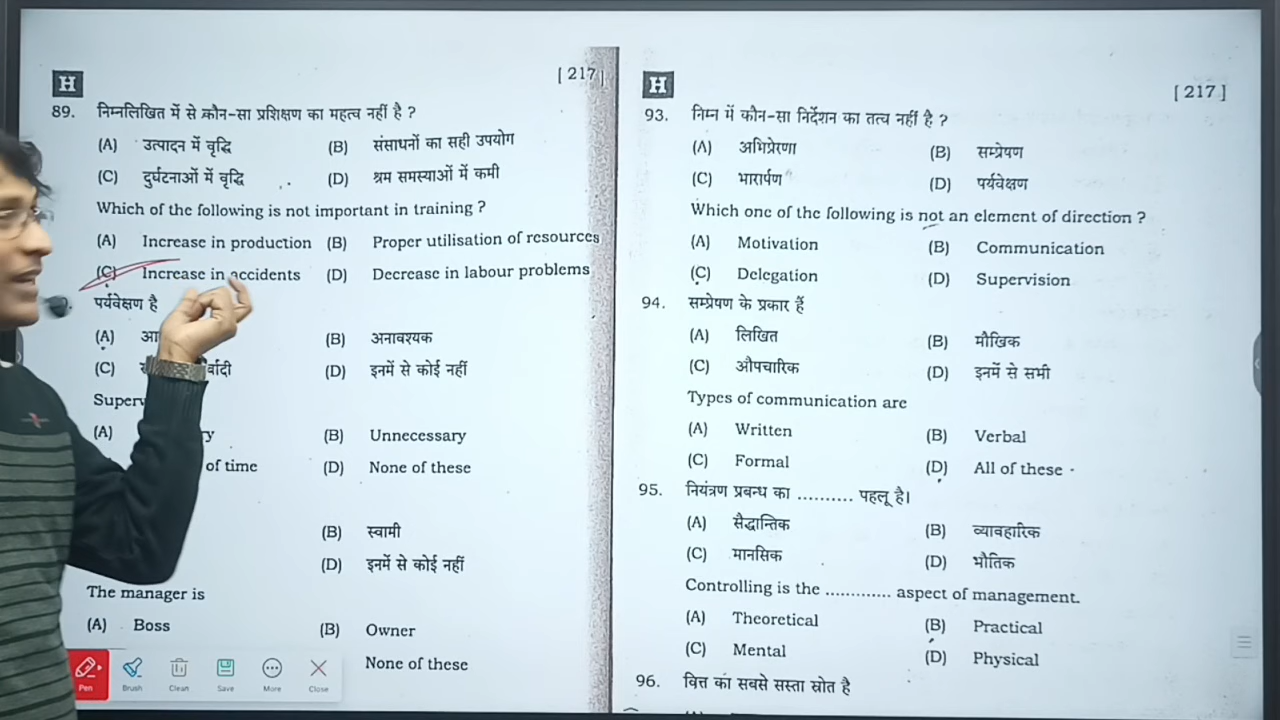 H
[ 217 ]
89. निम्नलिखित में से कौन-सा प्रशिक्षण का महत्व नहीं है ?
(A) उत्पादन में वृद्धि (B) संसाधनों का सही उपयोग
(C) दुर्घटनाओं में वृद्धि (D) श्रम समस्याओं में कमी
Which of the following is not important in training ?
(A) Increase in production (B) Proper utilisation of resources
(C) Increase in accidents (D) Decrease in labour problems
पर्यवेक्षण है
(A) (B) अनावश्यक
(C) (D) इनमें से कोई नहीं
(A) (B) Unnecessary
of time (D) None of these
(B) स्वामी
(D) इनमें से कोई नहीं
The manager is
(A) Boss (B) Owner
None of these
Pen Brush Clean Save More Close
H
[ 217 ]
93. निम्न में कौन-सा निर्देशन का तत्व नहीं है ?
(A) अभिप्रेरणा (B) सम्प्रेषण
(C) भारार्पण (D) पर्यवेक्षण
Which one of the following is not an element of direction ?
(A) Motivation (B) Communication
(C) Delegation (D) Supervision
94. सम्प्रेषण के प्रकार हैं
(A) लिखित (B) मौखिक
(C) औपचारिक (D) इनमें से सभी
Types of communication are
(A) Written (B) Verbal
(C) Formal (D) All of these
95. नियंत्रण प्रबन्ध का .......... पहलू है।
(A) सैद्धान्तिक (B) व्यावहारिक
(C) मानसिक (D) भौतिक
Controlling is the ............. aspect of management.
(A) Theoretical (B) Practical
(C) Mental (D) Physical
96. वित्त का सबसे सस्ता स्रोत है